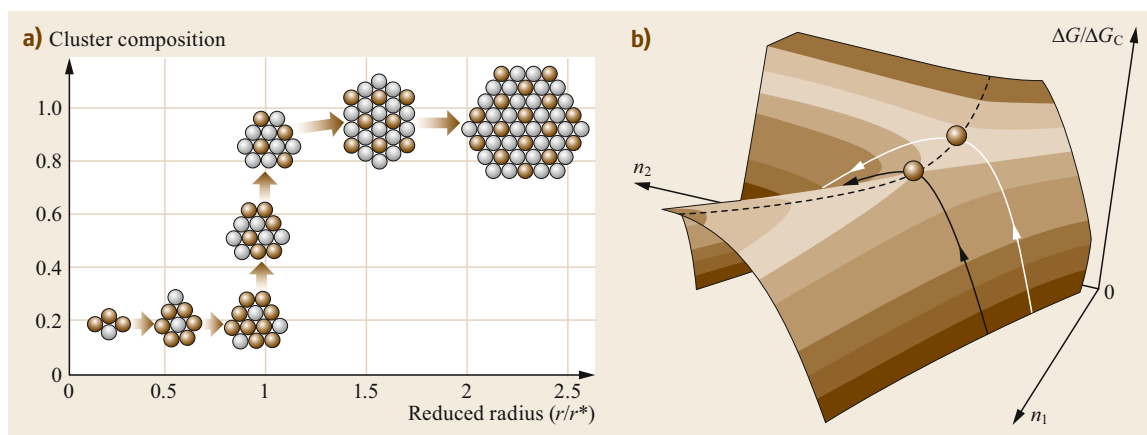 a) Cluster composition
1.0
0.8
0.6
0.4
0.2
0
0 0.5 1 1.5 2 2.5
Reduced radius (r/r*)
b)
ΔG/ΔG_C
n_2
0
n_1